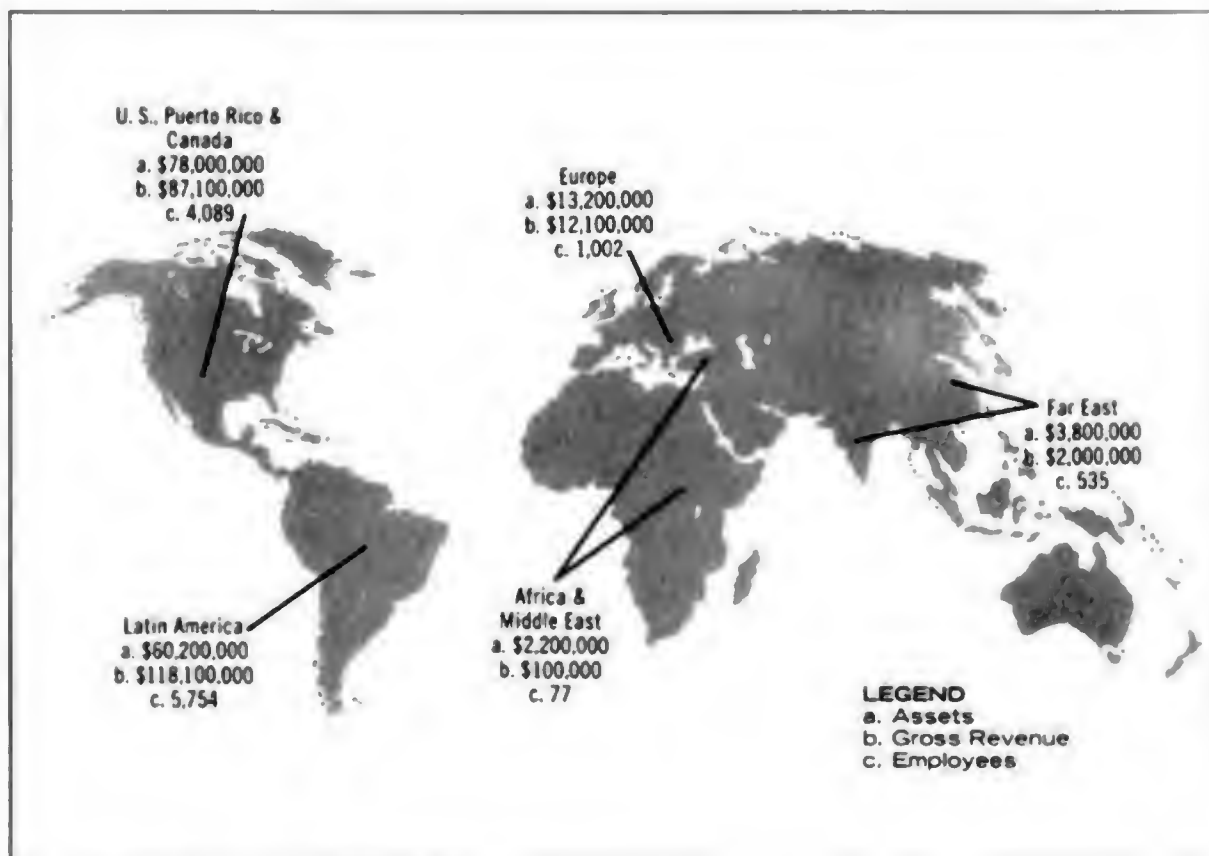 U. S., Puerto Rico &
Canada
a. $78,000,000
b. $87,100,000
c. 4,089
Europe
a. $13,200,000
b. $12,100,000
c. 1,002
Far East
a. $3,800,000
b. $2,000,000
c. 535
Latin America
a. $60,200,000
b. $118,100,000
c. 5,754
Africa &
Middle East
a. $2,200,000
b. $100,000
c. 77
LEGEND
a. Assets
b. Gross Revenue
c. Employees